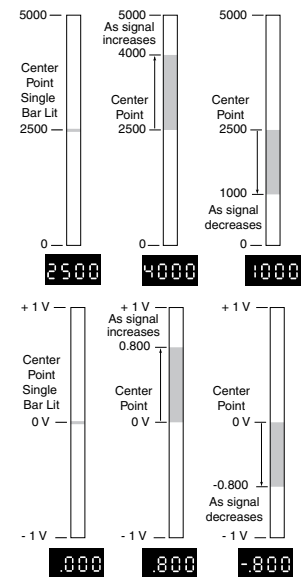 5000
Center
Point
Single
Bar Lit
2500
0
2500
5000
As signal
increases
4000
Center
Point
2500
0
4000
5000
Center
Point
2500
1000
As signal
decreases
0
1000
+ 1 V
Center
Point
Single
Bar Lit
0 V
- 1 V
.000
+ 1 V
As signal
increases
0.800
Center
Point
0 V
- 1 V
.800
+ 1 V
Center
Point
0 V
-0.800
As signal
decreases
- 1 V
-.800